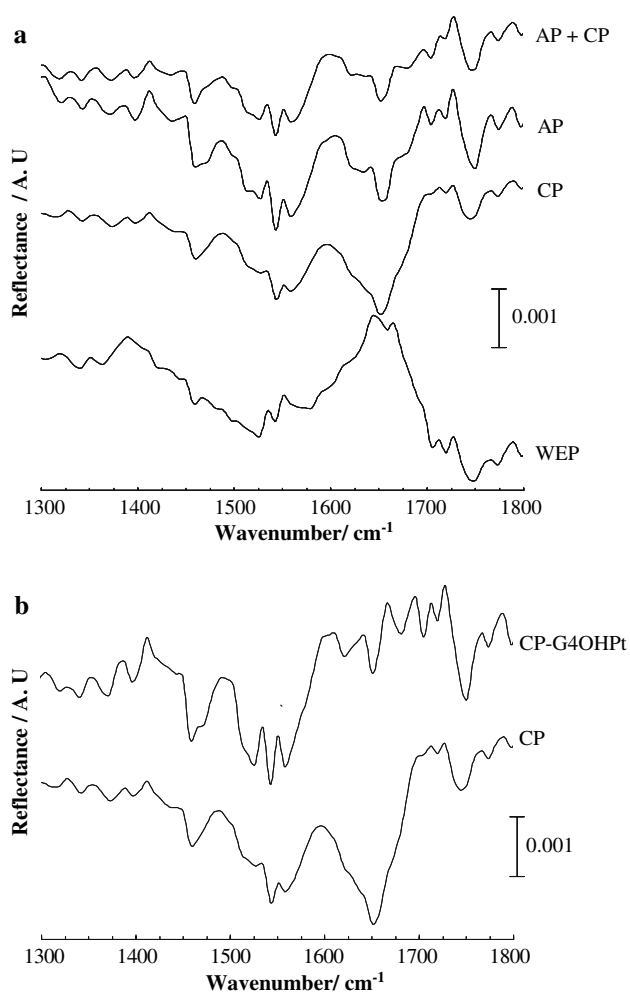 a
AP + CP
AP
CP
0.001
WEP
Reflectance / A. U
1300 1400 1500 1600 1700 1800
Wavenumber/ cm-1
b
CP-G4OHPt
CP
0.001
Reflectance / A. U
1300 1400 1500 1600 1700 1800
Wavenumber/ cm-1